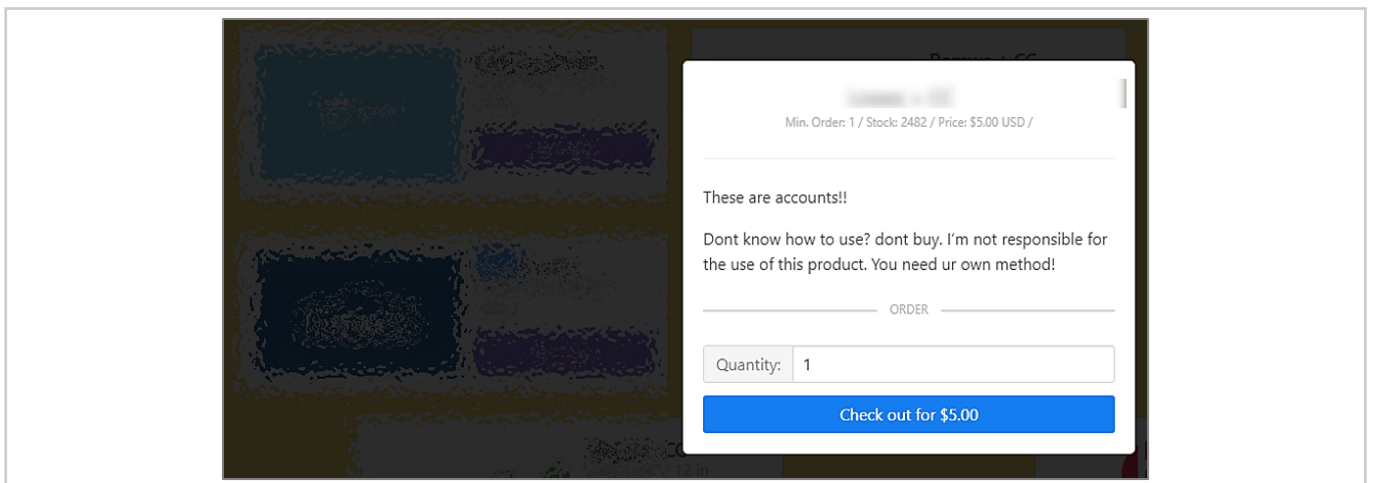 Min. Order: 1 / Stock: 2482 / Price: $5.00 USD /
These are accounts!!
Dont know how to use? dont buy. I'm not responsible for
the use of this product. You need ur own method!
ORDER
Quantity: 1
Check out for $5.00
12 in